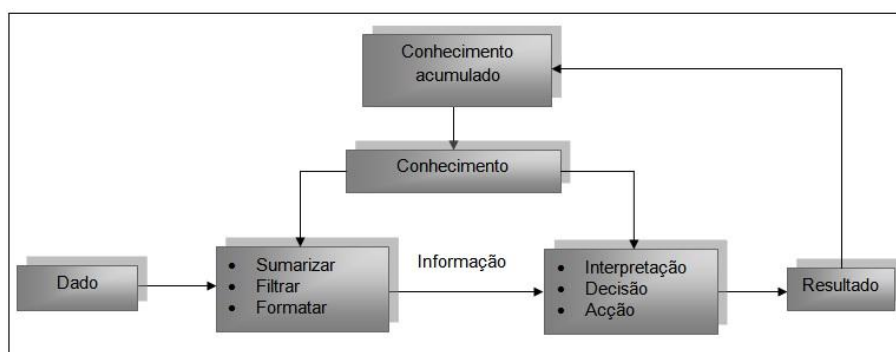 Conhecimento
acumulado
Conhecimento
Dado
• Sumarizar
• Filtrar
• Formatar
Informação
• Interpretação
• Decisão
• Acção
Resultado